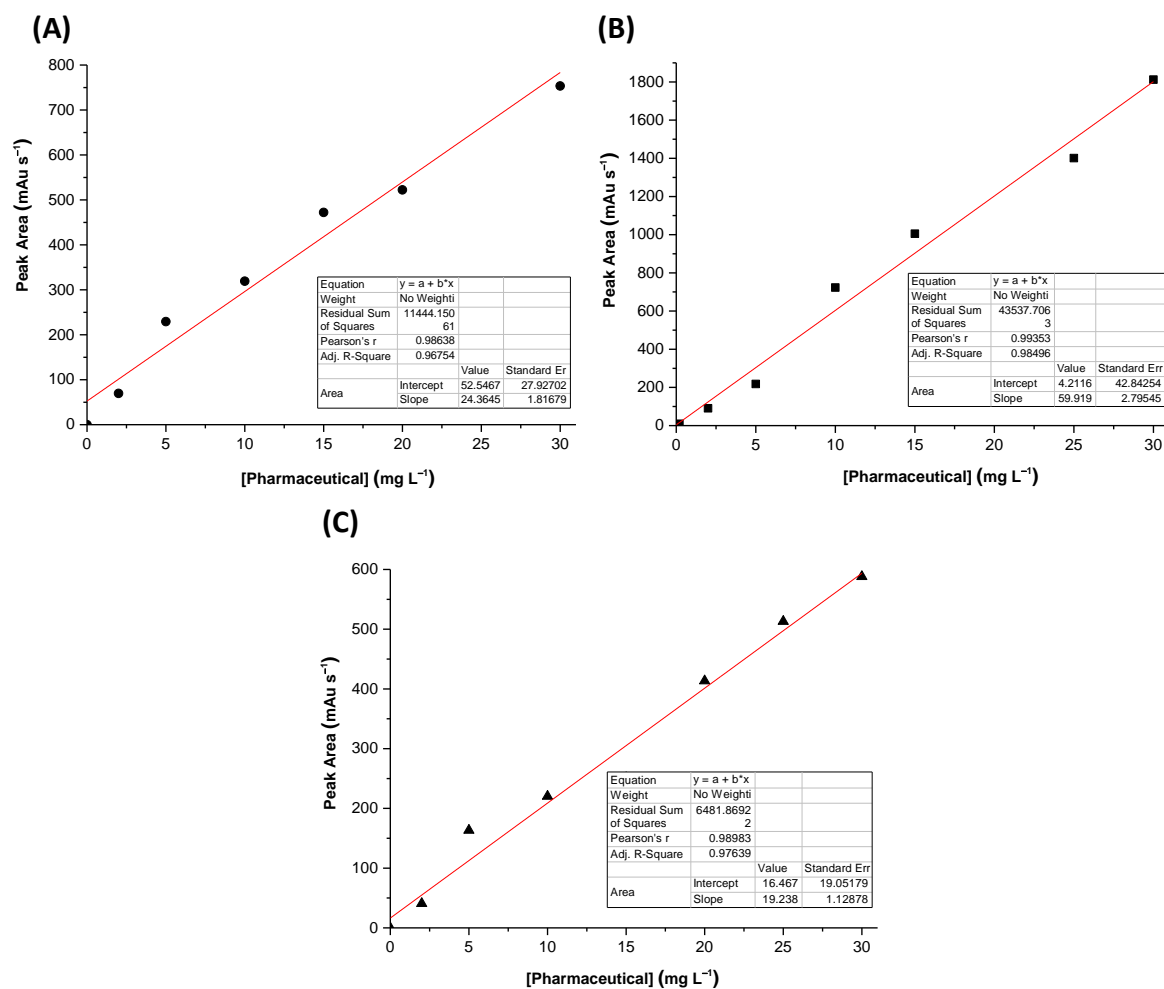 (A)
800
700
600
500
400
300
200
100
0
Peak Area (mAu s⁻¹)
0 5 10 15 20 25 30
[Pharmaceutical] (mg L⁻¹)
Equation y = a + b*x
Weight No Weighti
Residual Sum of Squares 11444.15061
Pearson's r 0.98638
Adj. R-Square 0.96754
Value Standard Err
Area Intercept 52.5467 27.92702
Slope 24.3645 1.81679
(B)
1800
1600
1400
1200
1000
800
600
400
200
0
Peak Area (mAu s⁻¹)
0 5 10 15 20 25 30
[Pharmaceutical] (mg L⁻¹)
Equation y = a + b*x
Weight No Weighti
Residual Sum of Squares 43537.7063
Pearson's r 0.99353
Adj. R-Square 0.98496
Value Standard Err
Area Intercept 4.2116 42.84254
Slope 59.919 2.79545
(C)
600
500
400
300
200
100
0
Peak Area (mAu s⁻¹)
0 5 10 15 20 25 30
[Pharmaceutical] (mg L⁻¹)
Equation y = a + b*x
Weight No Weighti
Residual Sum of Squares 6481.86922
Pearson's r 0.98983
Adj. R-Square 0.97639
Value Standard Err
Area Intercept 16.467 19.05179
Slope 19.238 1.12878